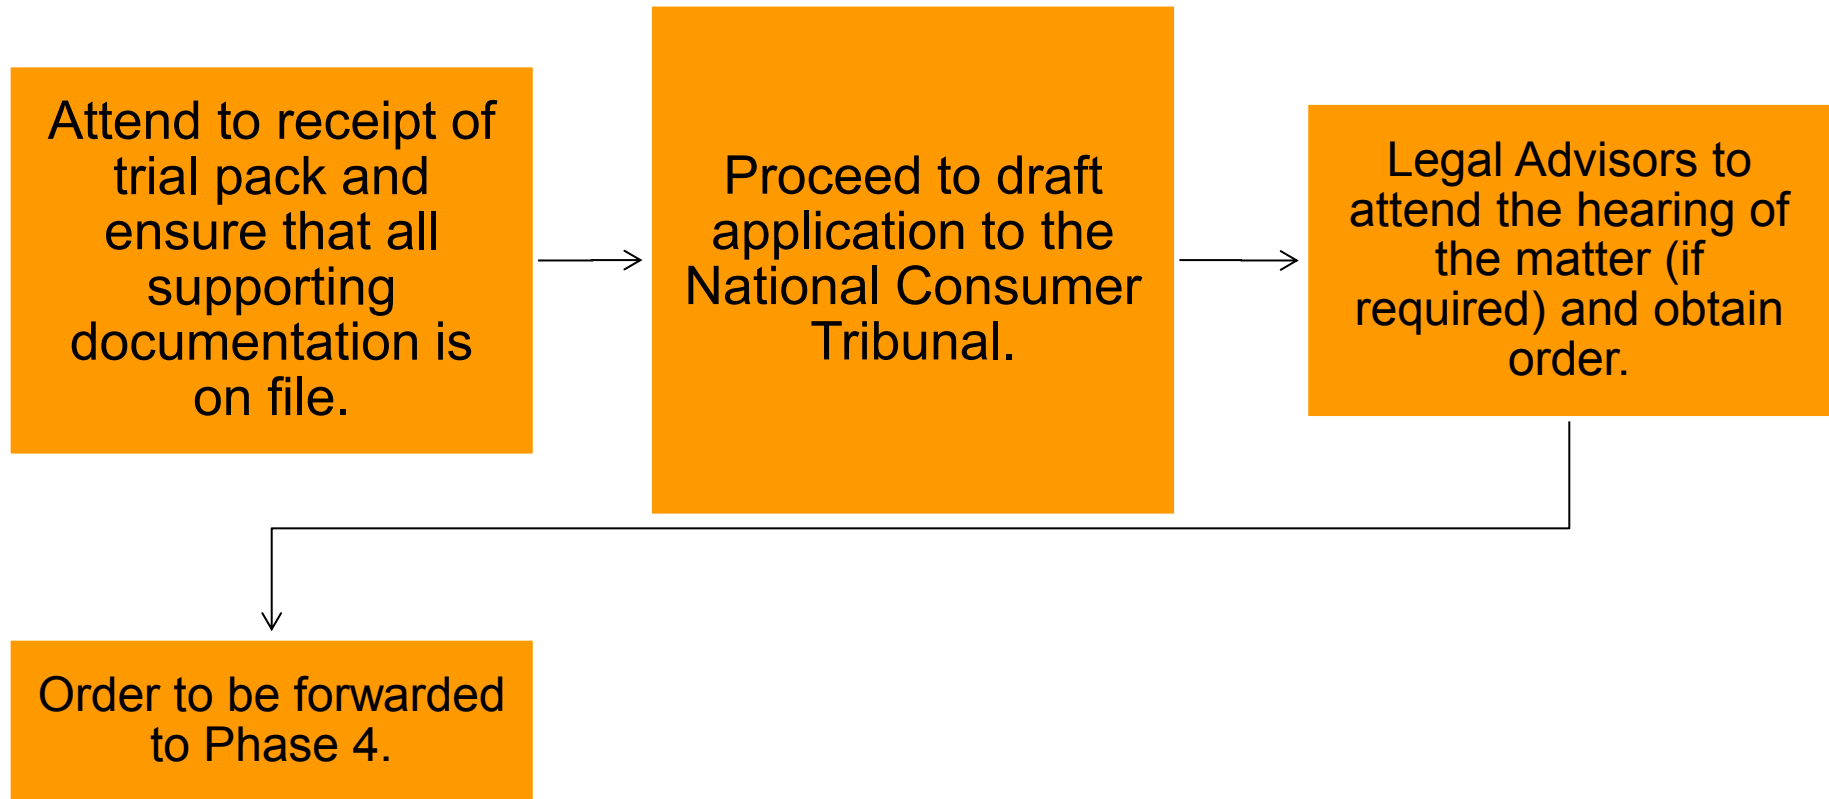 Attend to receipt of
trial pack and
ensure that all
supporting
documentation is
on file.
Proceed to draft
application to the
National Consumer
Tribunal.
Legal Advisors to
attend the hearing of
the matter (if
required) and obtain
order.
Order to be forwarded
to Phase 4.